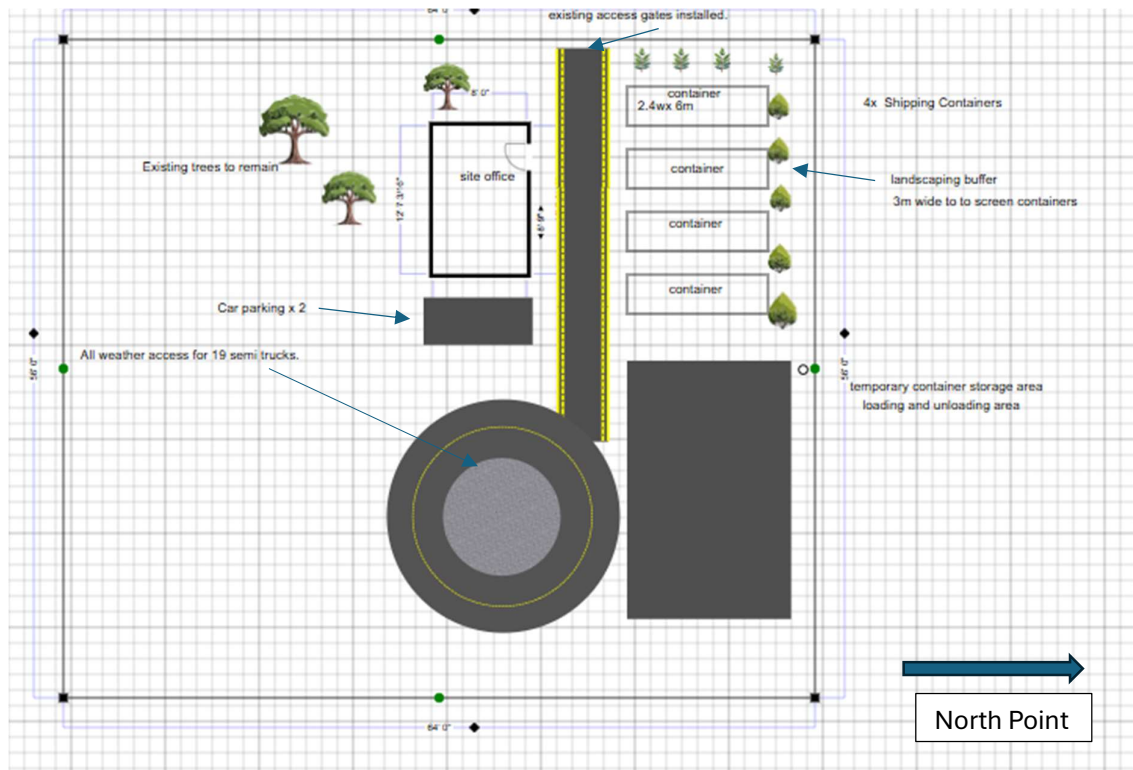 64' 0"
existing access gates installed.
8' 0"
container
2.4wx 6m
4x Shipping Containers
Existing trees to remain
site office
container
landscaping buffer
3m wide to to screen containers
container
container
Car parking x 2
All weather access for 19 semi trucks.
56' 0"
56' 0"
temporary container storage area
loading and unloading area
North Point
64' 0"